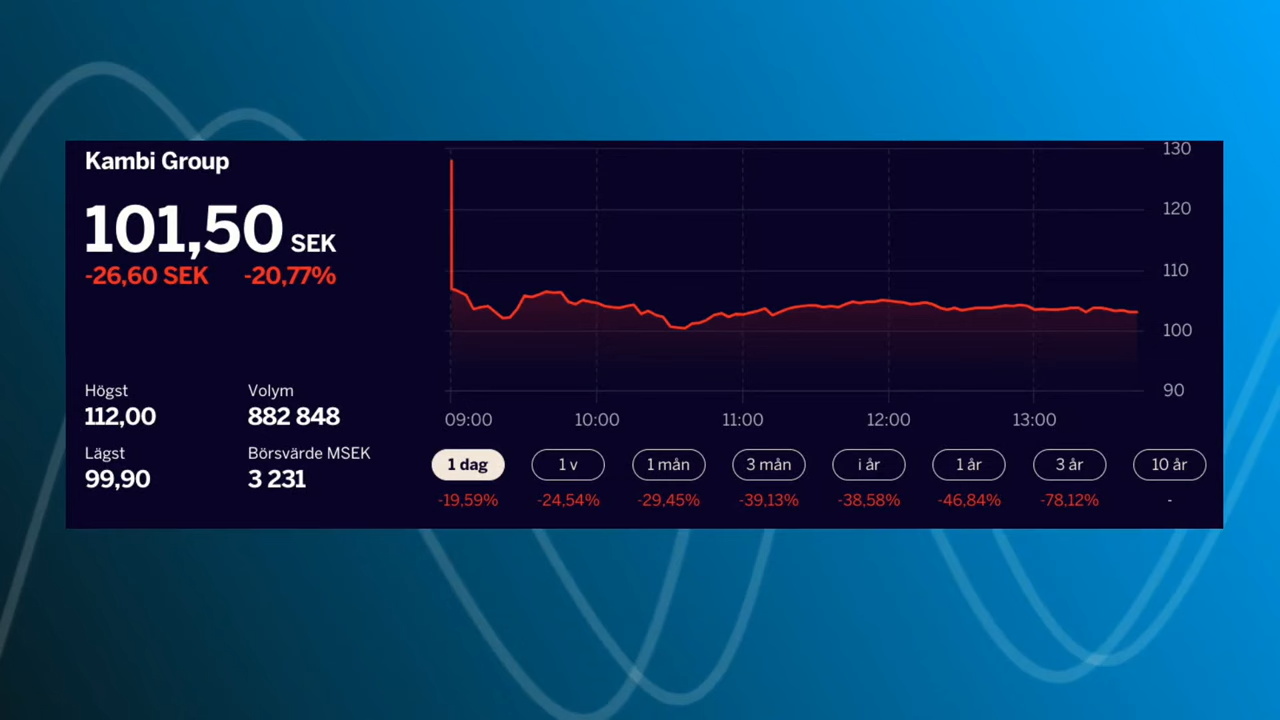 Kambi Group
101,50 SEK
-26,60 SEK -20,77%
Högst Volym
112,00 882 848
Lägst Börsvärde MSEK
99,90 3 231
130
120
110
100
90
09:00 10:00 11:00 12:00 13:00
1 dag 1 v 1 mån 3 mån i år 1 år 3 år 10 år
-19,59% -24,54% -29,45% -39,13% -38,58% -46,84% -78,12% -